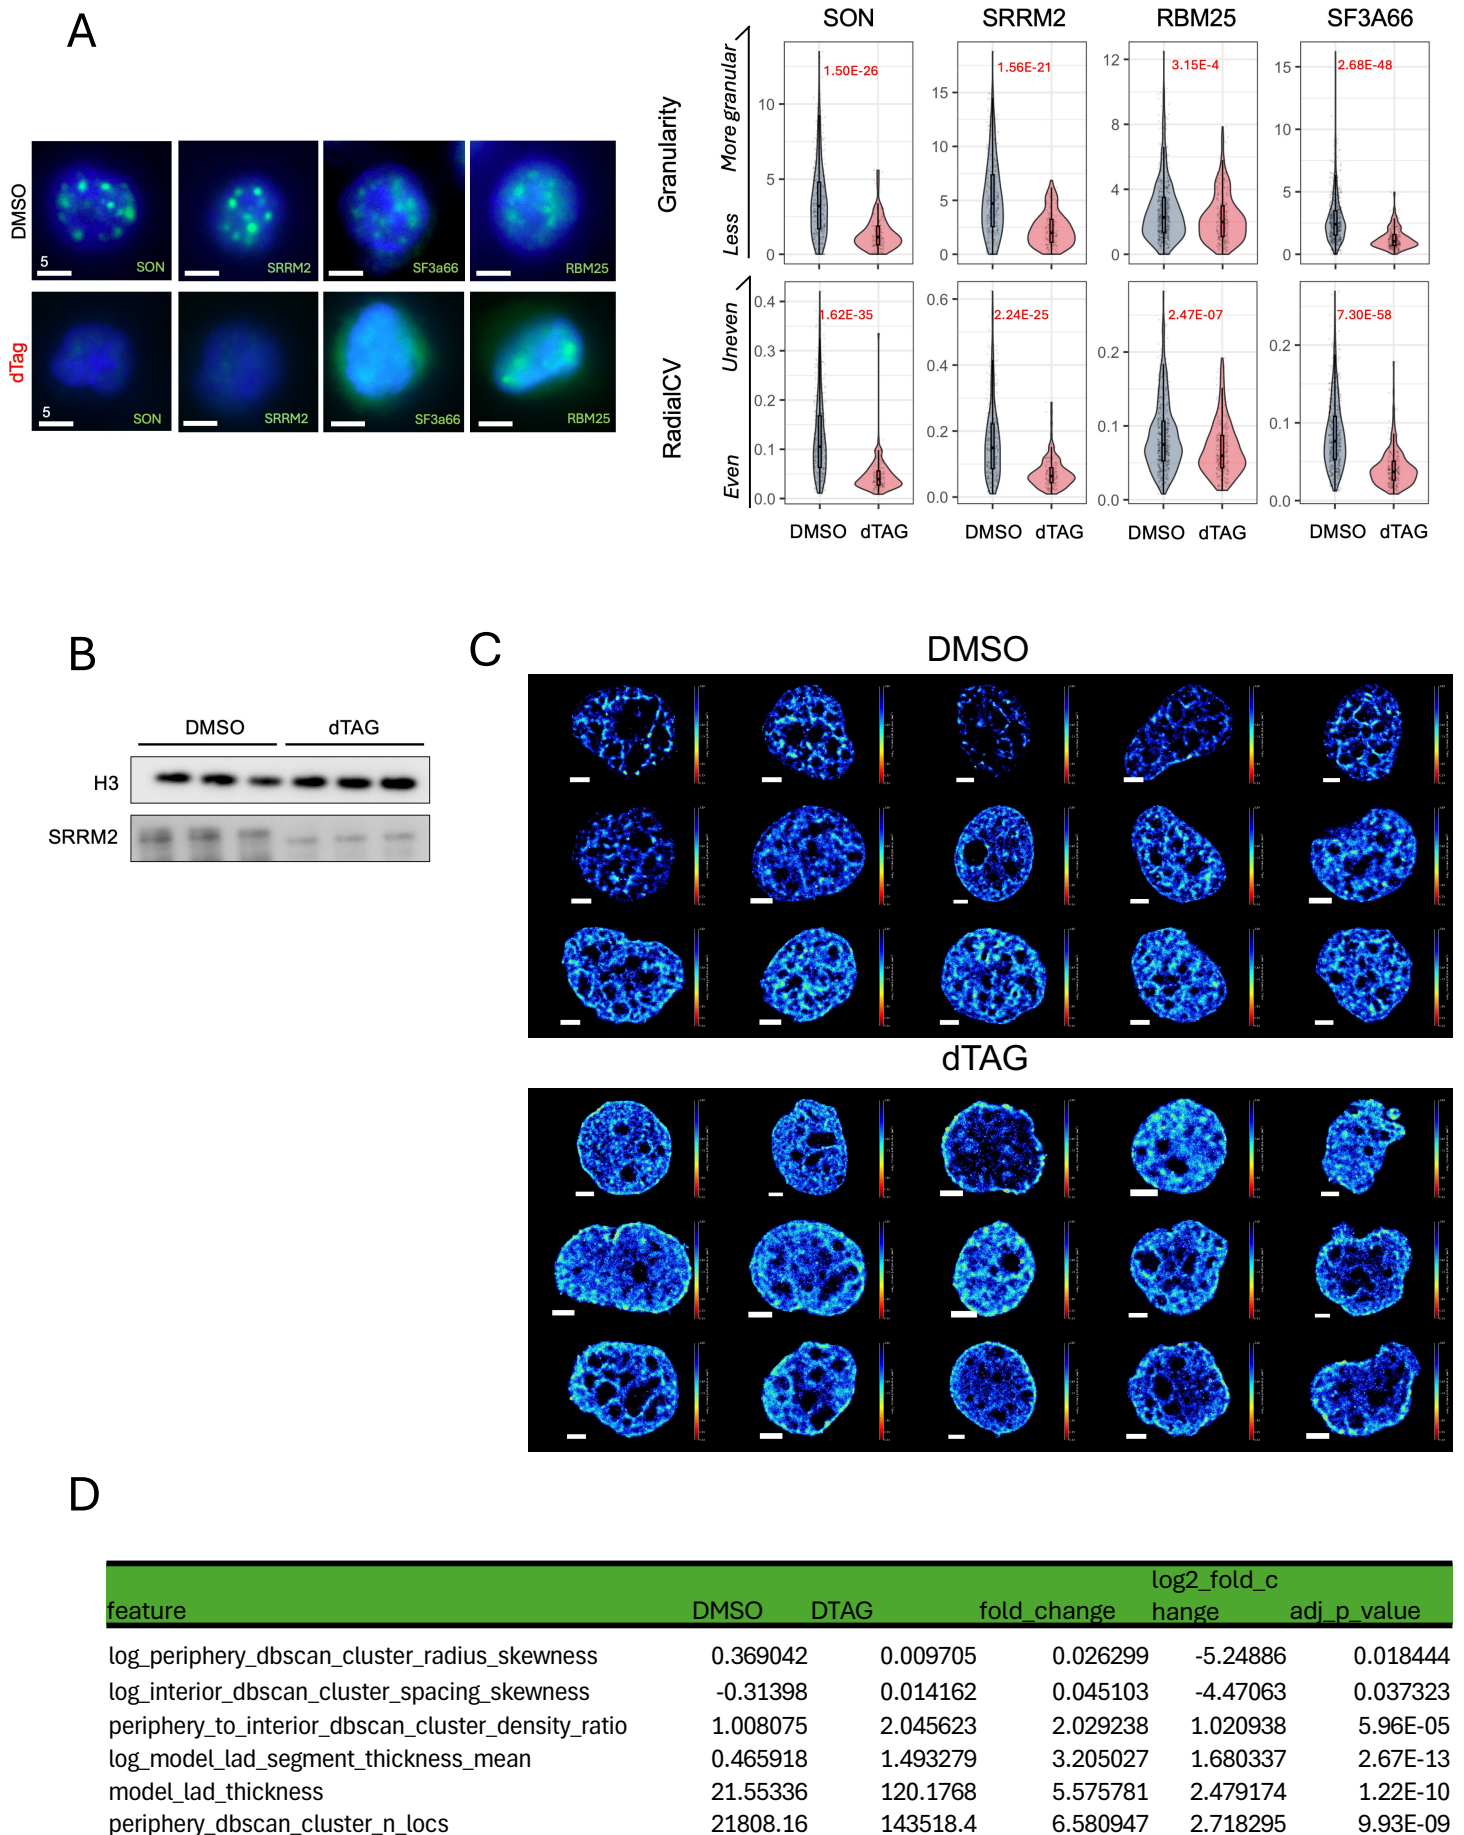 A
DMSO
5
SON
SRRM2
SF3a66
RBM25
dTag
5
SON
SRRM2
SF3a66
RBM25
SON
SRRM2
RBM25
SF3A66
Granularity
Less
More granular
10
5
0
1.50E-26
15
10
5
0
1.56E-21
12
8
4
0
3.15E-4
15
10
5
0
2.68E-48
RadialCV
Even
Uneven
0.4
0.3
0.2
0.1
0.0
1.62E-35
0.6
0.4
0.2
0.0
2.24E-25
0.2
0.1
0.0
2.47E-07
0.2
0.1
0.0
7.30E-58
DMSO dTAG
DMSO dTAG
DMSO dTAG
DMSO dTAG
B
DMSO dTAG
H3
SRRM2
C
DMSO
dTAG
D
feature DMSO DTAG fold_change log2_fold_c
hange adj_p_value
log_periphery_dbscan_cluster_radius_skewness 0.369042 0.009705 0.026299 -5.24886 0.018444
log_interior_dbscan_cluster_spacing_skewness -0.31398 0.014162 0.045103 -4.47063 0.037323
periphery_to_interior_dbscan_cluster_density_ratio 1.008075 2.045623 2.029238 1.020938 5.96E-05
log_model_lad_segment_thickness_mean 0.465918 1.493279 3.205027 1.680337 2.67E-13
model_lad_thickness 21.55336 120.1768 5.575781 2.479174 1.22E-10
periphery_dbscan_cluster_n_locs 21808.16 143518.4 6.580947 2.718295 9.93E-09